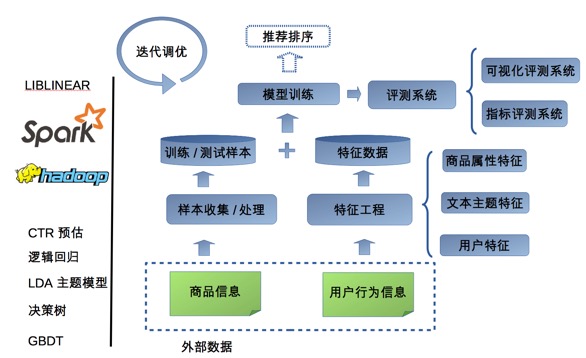 推荐排序
迭代调优
LIBLINEAR
模型训练
评测系统
可视化评测系统
指标评测系统
Spark
训练 / 测试样本
+
特征数据
hadoop
商品属性特征
样本收集 / 处理
特征工程
文本主题特征
用户特征
CTR 预估
逻辑回归
LDA 主题模型
决策树
GBDT
商品信息
用户行为信息
外部数据